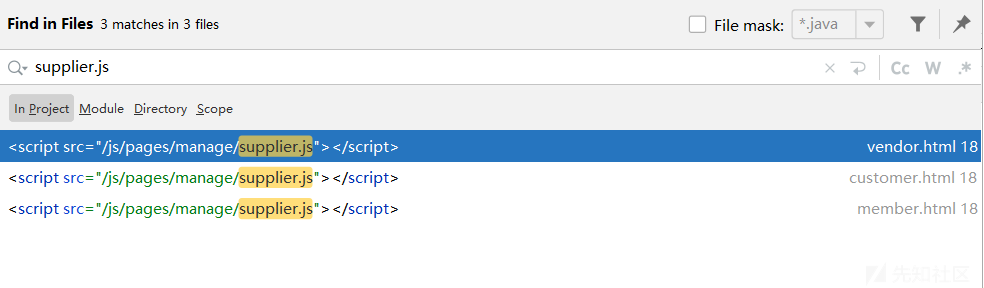 Find in Files 3 matches in 3 files File mask: *.java
supplier.js Cc W .*
In Project Module Directory Scope
<script src="/js/pages/manage/supplier.js"></script> vendor.html 18
<script src="/js/pages/manage/supplier.js"></script> customer.html 18
<script src="/js/pages/manage/supplier.js"></script> member.html 18
先知社区